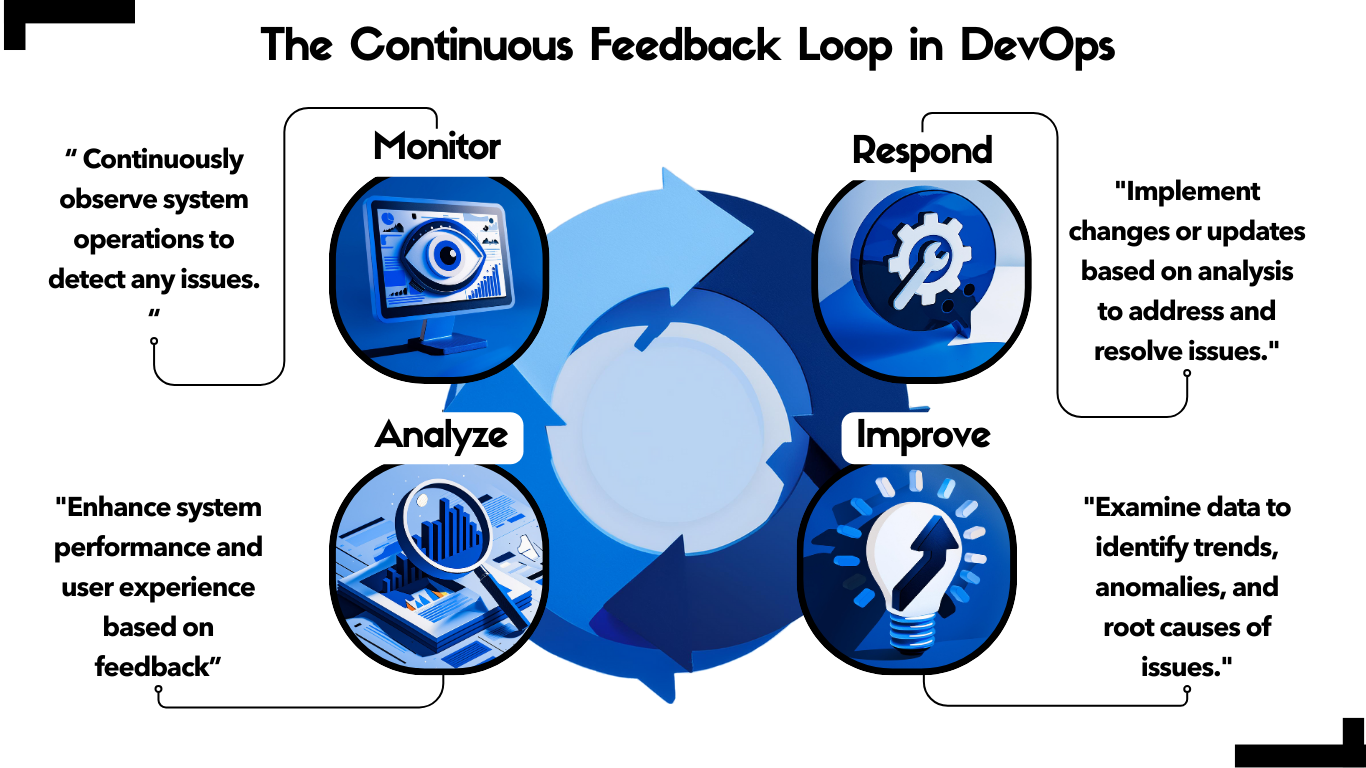 The Continuous Feedback Loop in DevOps
Monitor
“ Continuously
observe system
operations to
detect any issues.
“
Respond
"Implement
changes or updates
based on analysis
to address and
resolve issues."
Analyze
"Enhance system
performance and
user experience
based on
feedback”
Improve
"Examine data to
identify trends,
anomalies, and
root causes of
issues."